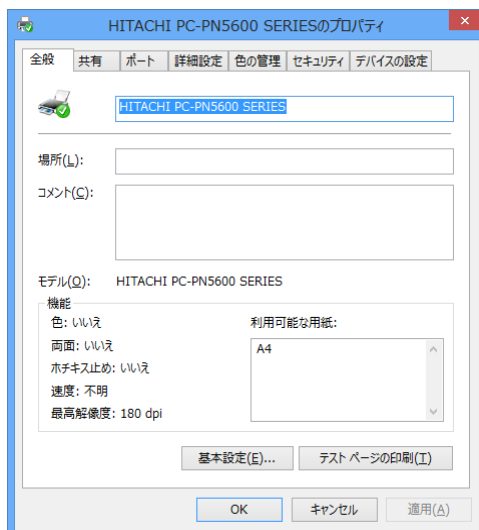 HITACHI PC-PN5600 SERIESのプロパティ
全般 共有 ポート 詳細設定 色の管理 セキュリティ デバイスの設定
HITACHI PC-PN5600 SERIES
場所(L):
コメント(C):
モデル(O): HITACHI PC-PN5600 SERIES
機能
色: いいえ 利用可能な用紙:
両面: いいえ A4
ホチキス止め: いいえ
速度: 不明
最高解像度: 180 dpi
基本設定(E)... テスト ページの印刷(T)
OK キャンセル 適用(A)